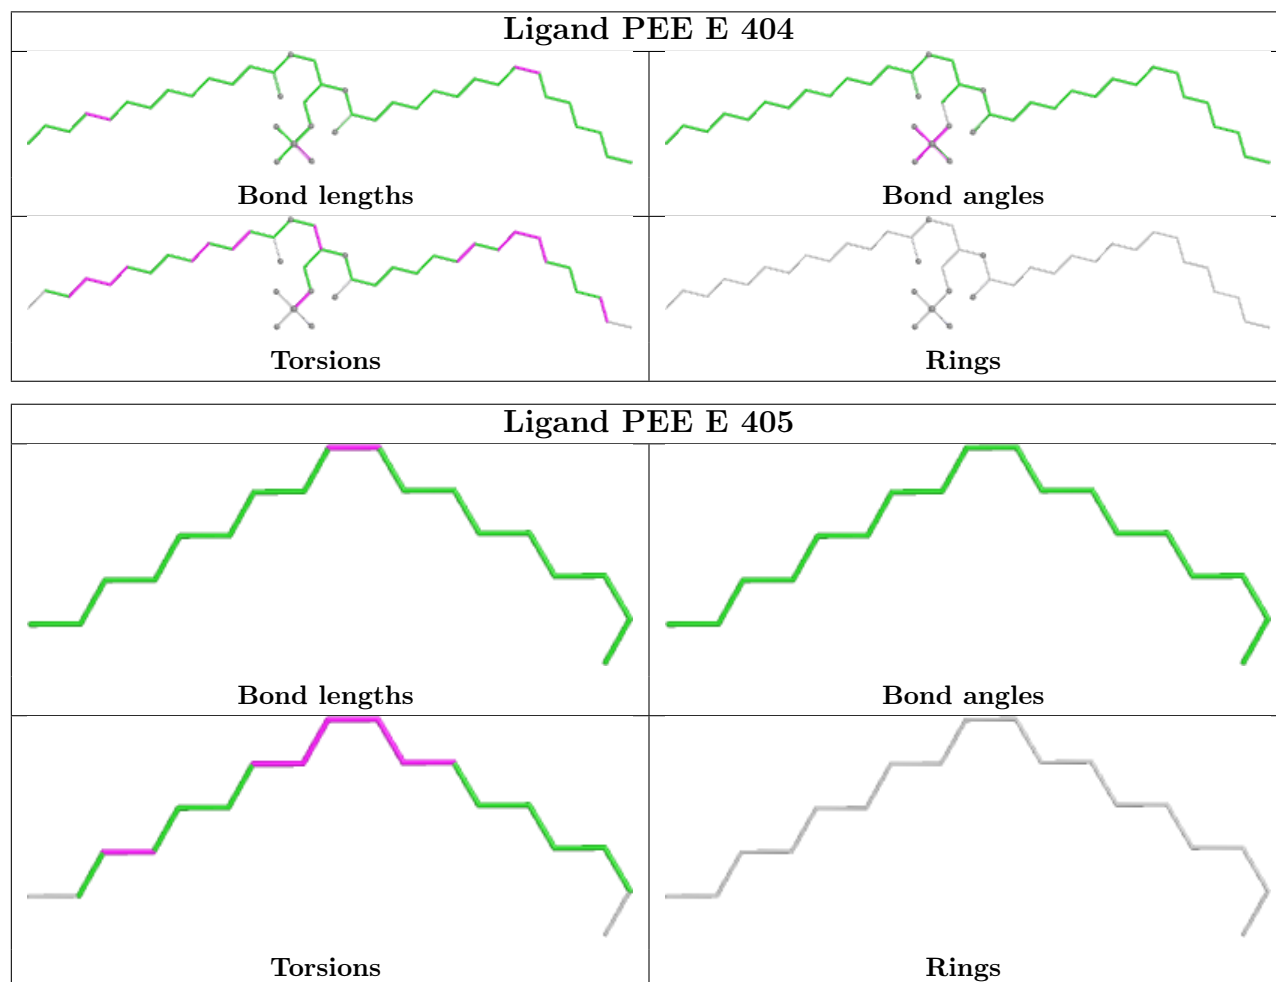 Ligand PEE E 404
Bond lengths
Bond angles
Torsions
Rings
Ligand PEE E 405
Bond lengths
Bond angles
Torsions
Rings